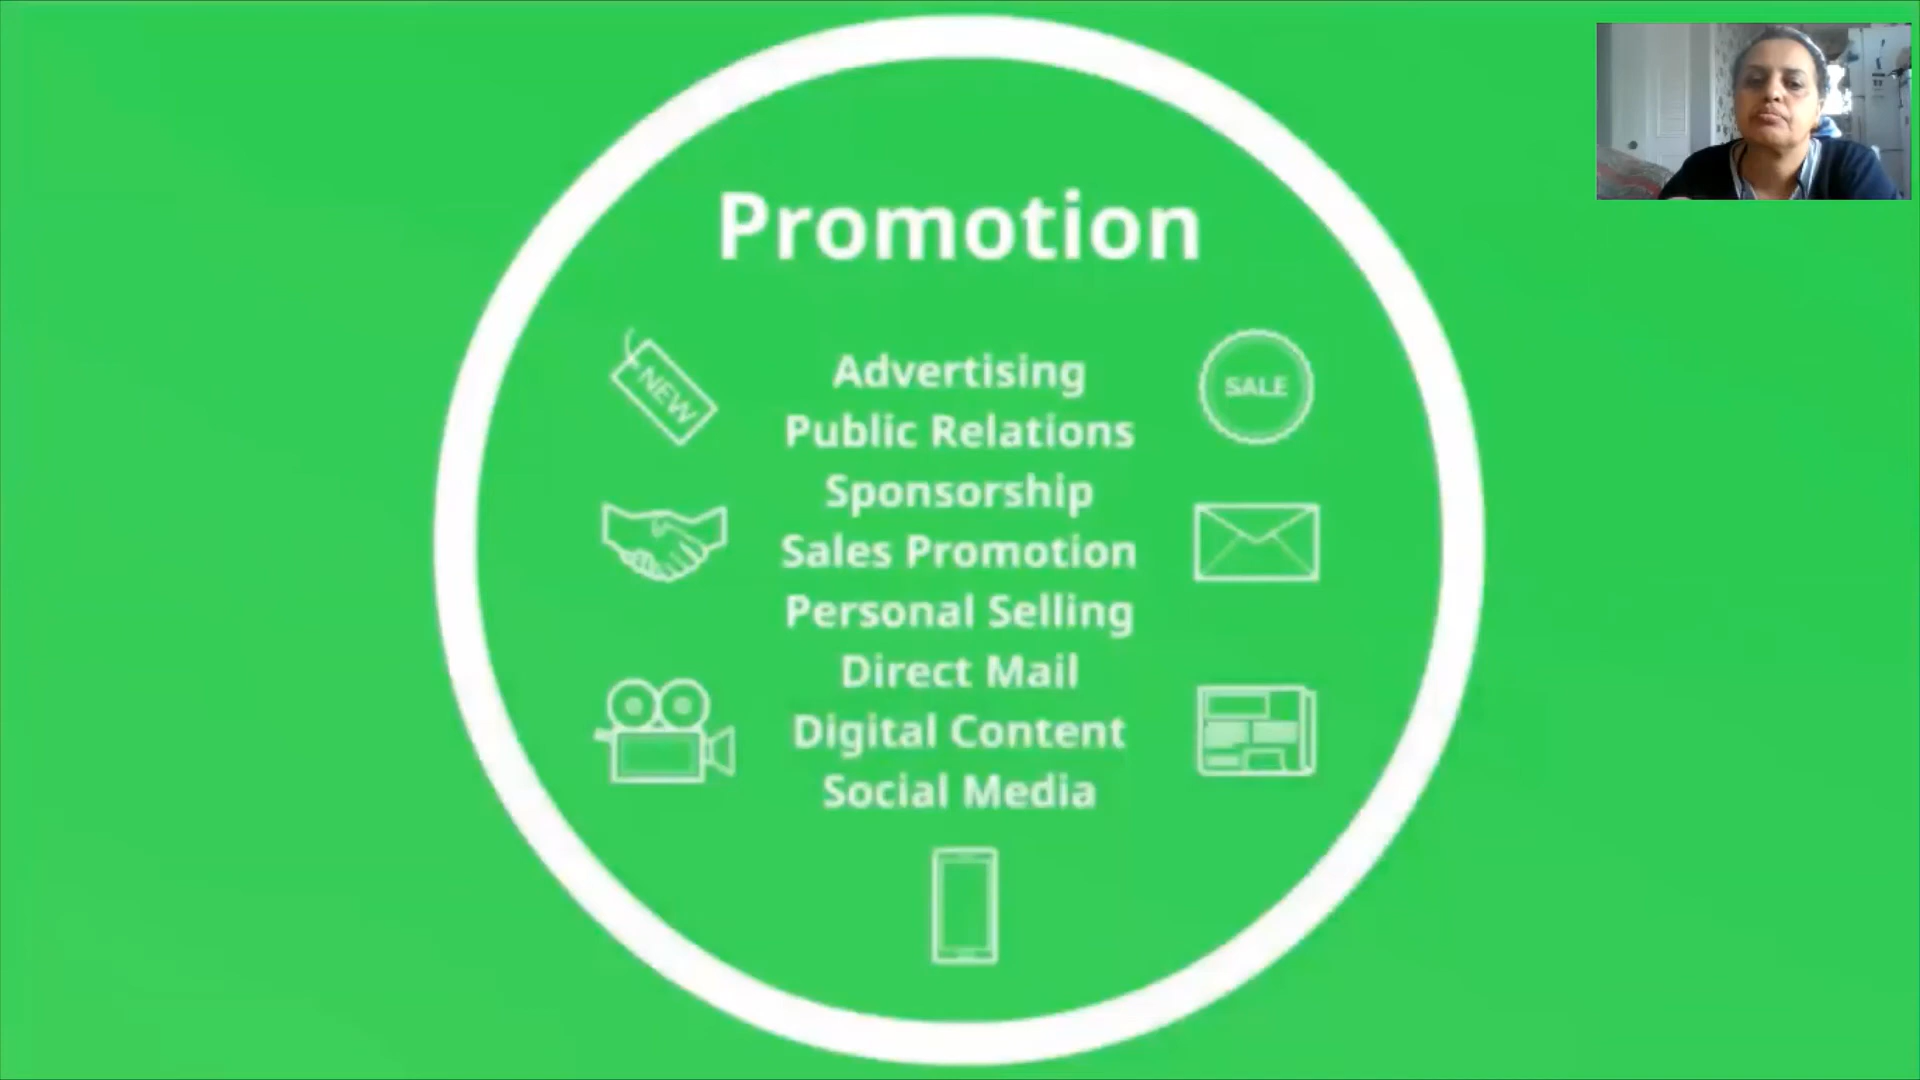 Promotion
NEW
SALE
Advertising
Public Relations
Sponsorship
Sales Promotion
Personal Selling
Direct Mail
Digital Content
Social Media